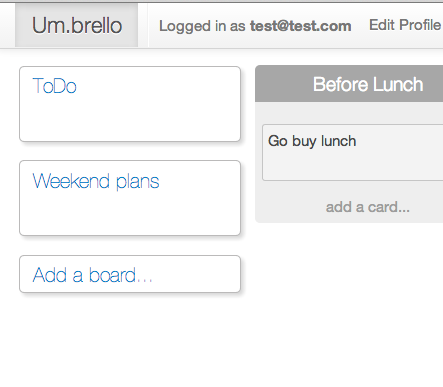 Um.brello
Logged in as test@test.com
Edit Profile
ToDo
Weekend plans
Add a board...
Before Lunch
Go buy lunch
add a card...